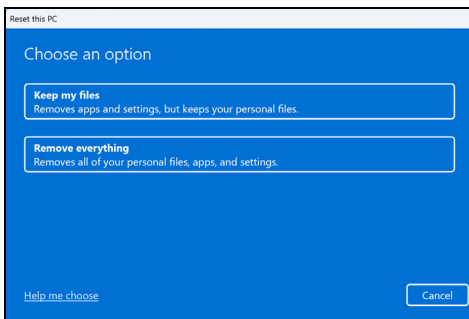 Reset this PC
Choose an option
Keep my files
Removes apps and settings, but keeps your personal files.
Remove everything
Removes all of your personal files, apps, and settings.
Help me choose
Cancel